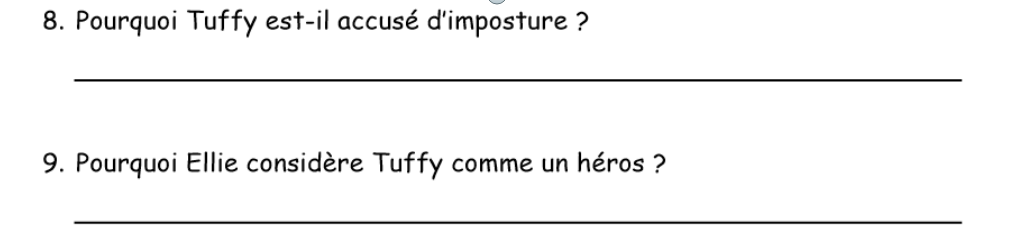 8. Pourquoi Tuffy est-il accusé d'imposture ?
9. Pourquoi Ellie considère Tuffy comme un héros ?